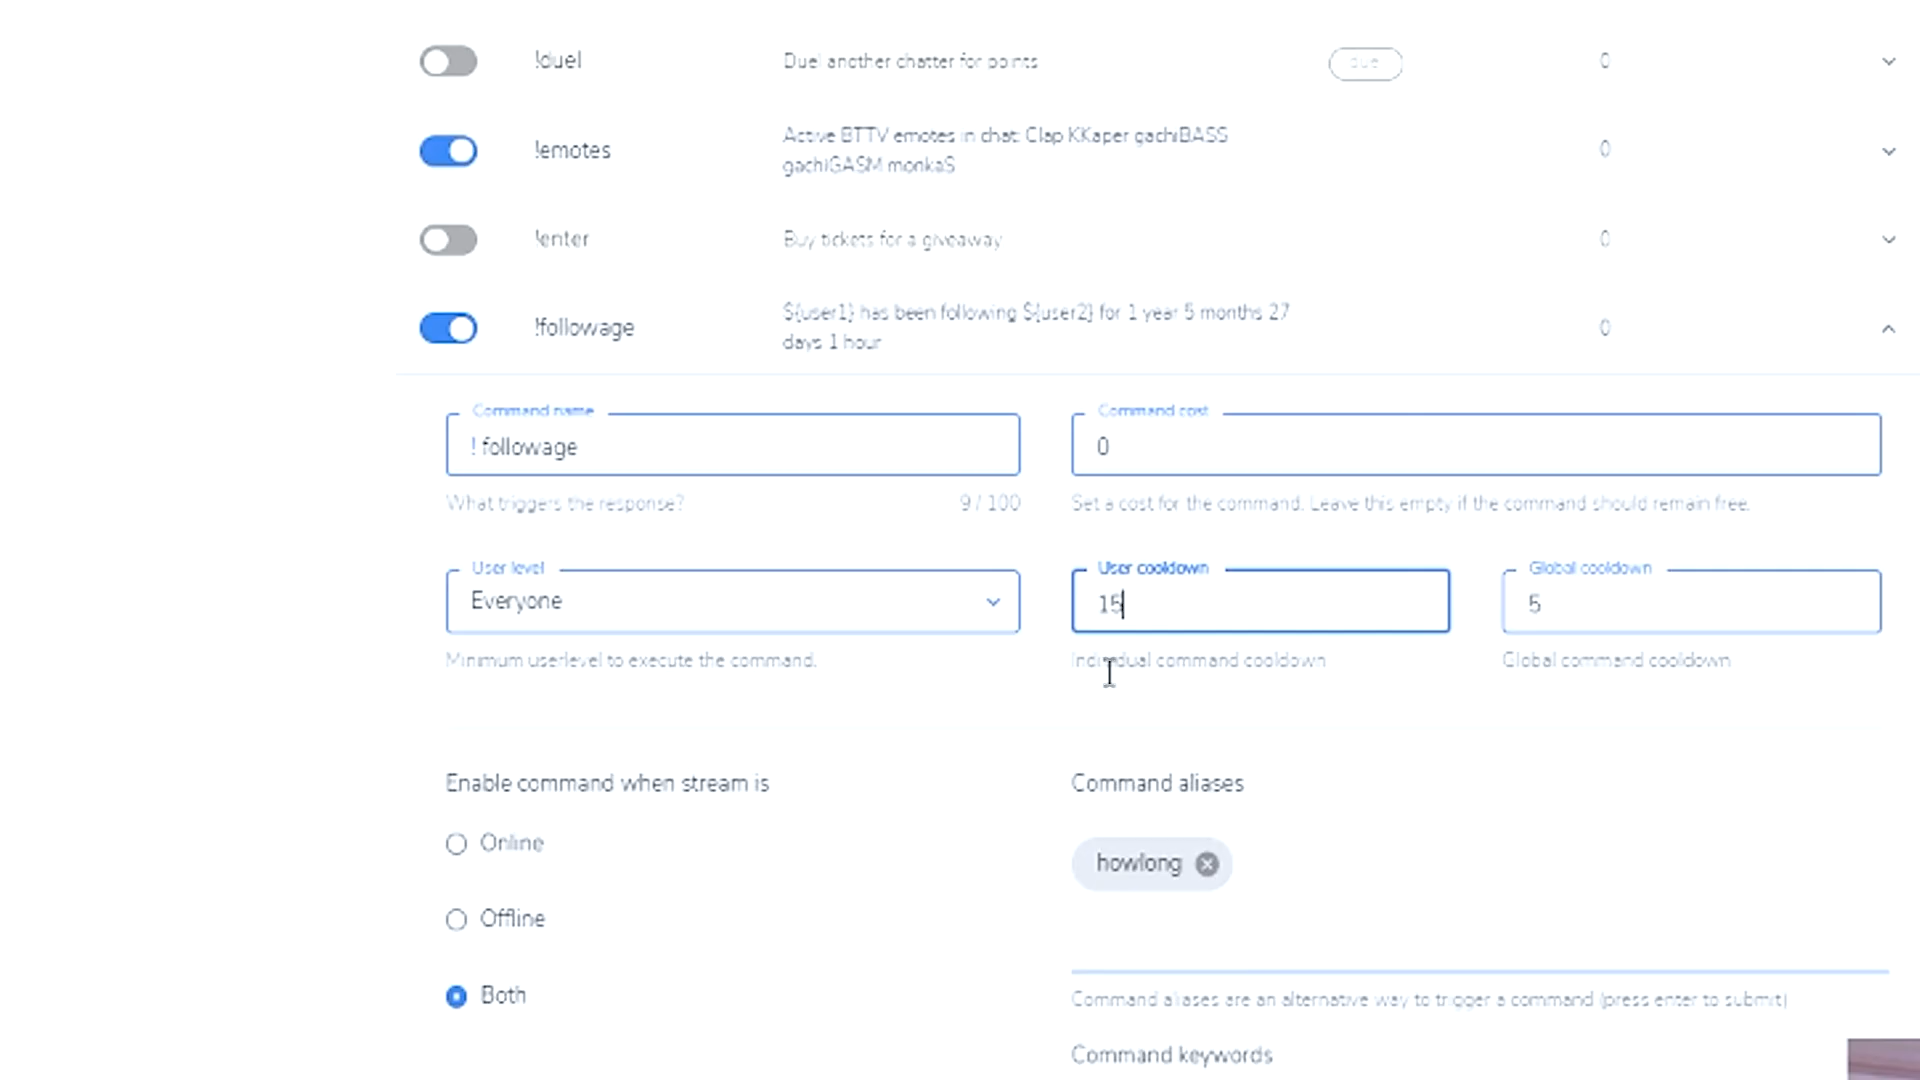 !duel Duel another chatter for points duel 0
!emotes Active BTTV emotes in chat: Clap KKaper gachiBASS 0
gachiGASM monkaS
!enter Buy tickets for a giveaway 0
!followage ${user1} has been following ${user2} for 1 year 5 months 27 0
days 1 hour
Command name Command cost
! followage 0
What triggers the response? 9 / 100 Set a cost for the command. Leave this empty if the command should remain free.
User level User cooldown Global cooldown
Everyone 15 5
Minimum userlevel to execute the command. Individual command cooldown Global command cooldown
Enable command when stream is Command aliases
Online
howlong
Offline
Both
Command aliases are an alternative way to trigger a command (press enter to submit)
Command keywords